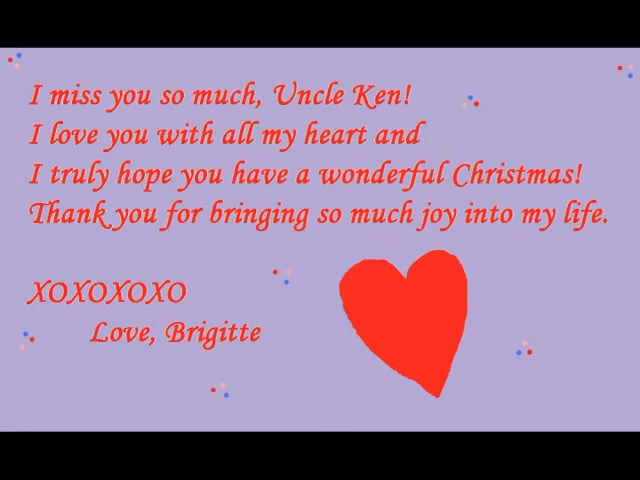 I miss you so much, Uncle Ken!
I love you with all my heart and
I truly hope you have a wonderful Christmas!
Thank you for bringing so much joy into my life.
XOXOXOXO
Love, Brigitte